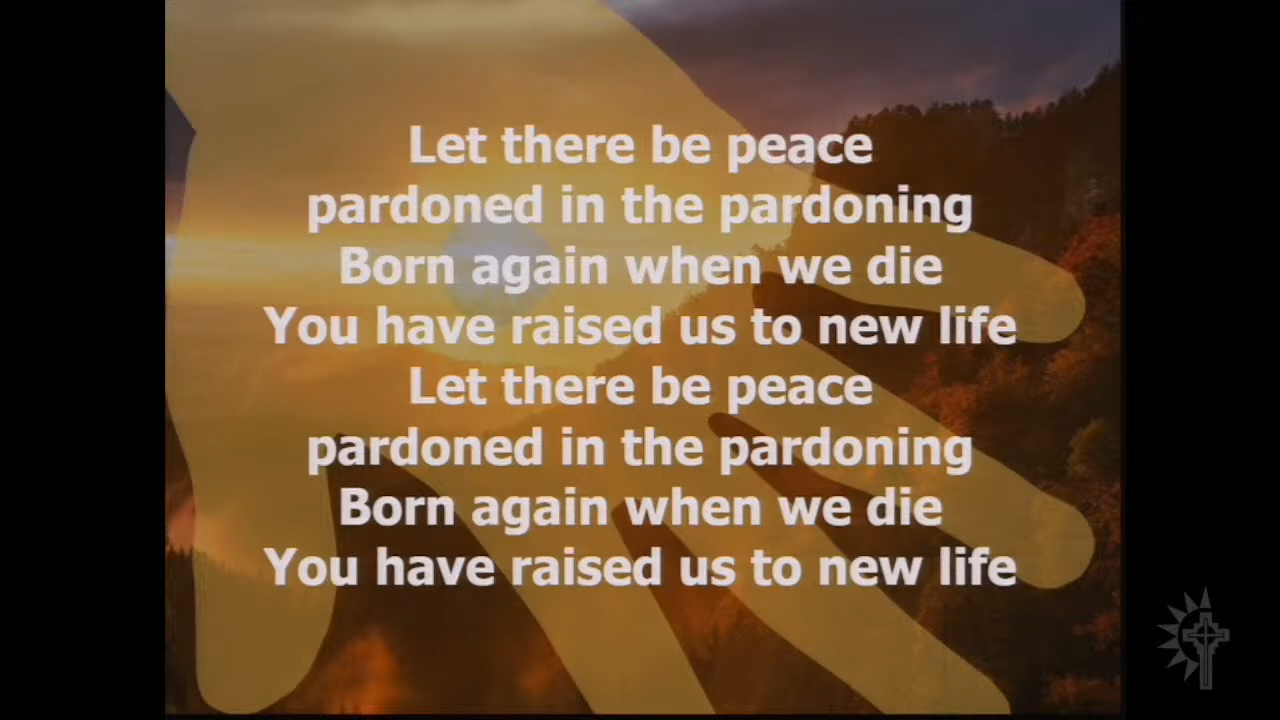 Let there be peace
pardoned in the pardoning
Born again when we die
You have raised us to new life
Let there be peace
pardoned in the pardoning
Born again when we die
You have raised us to new life